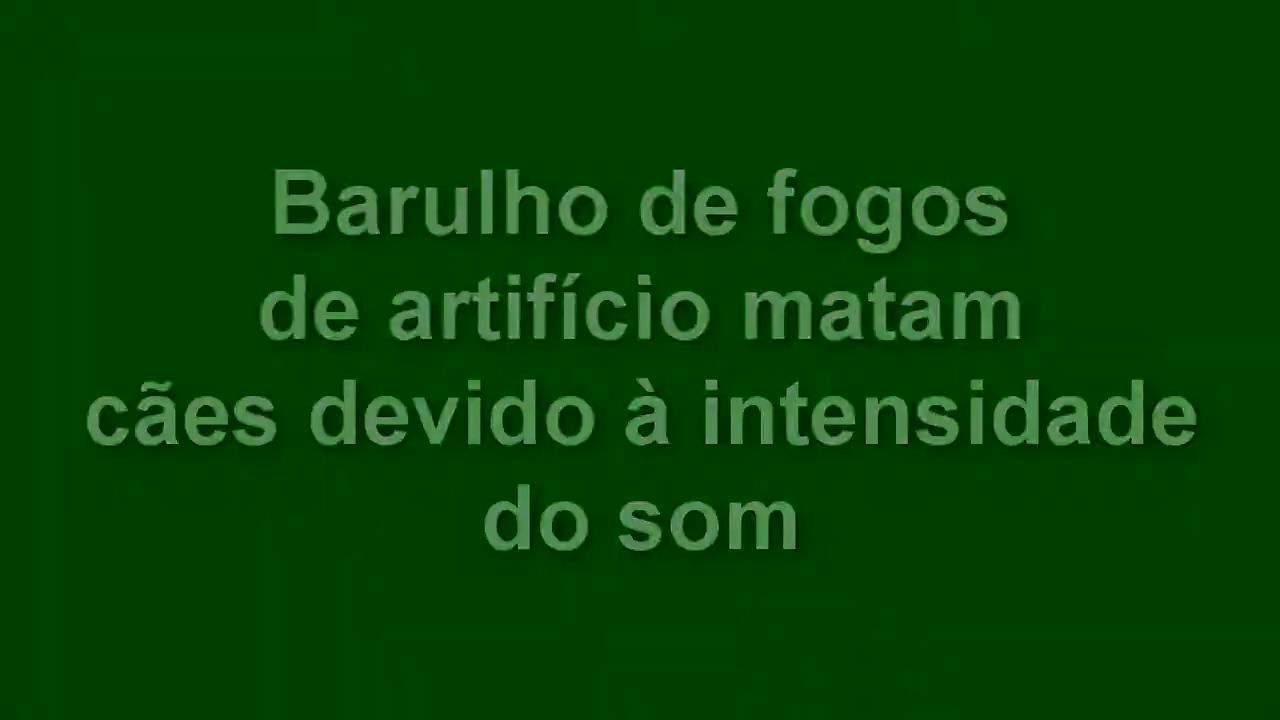 Barulho de fogos
de artifício matam
cães devido à intensidade
do som